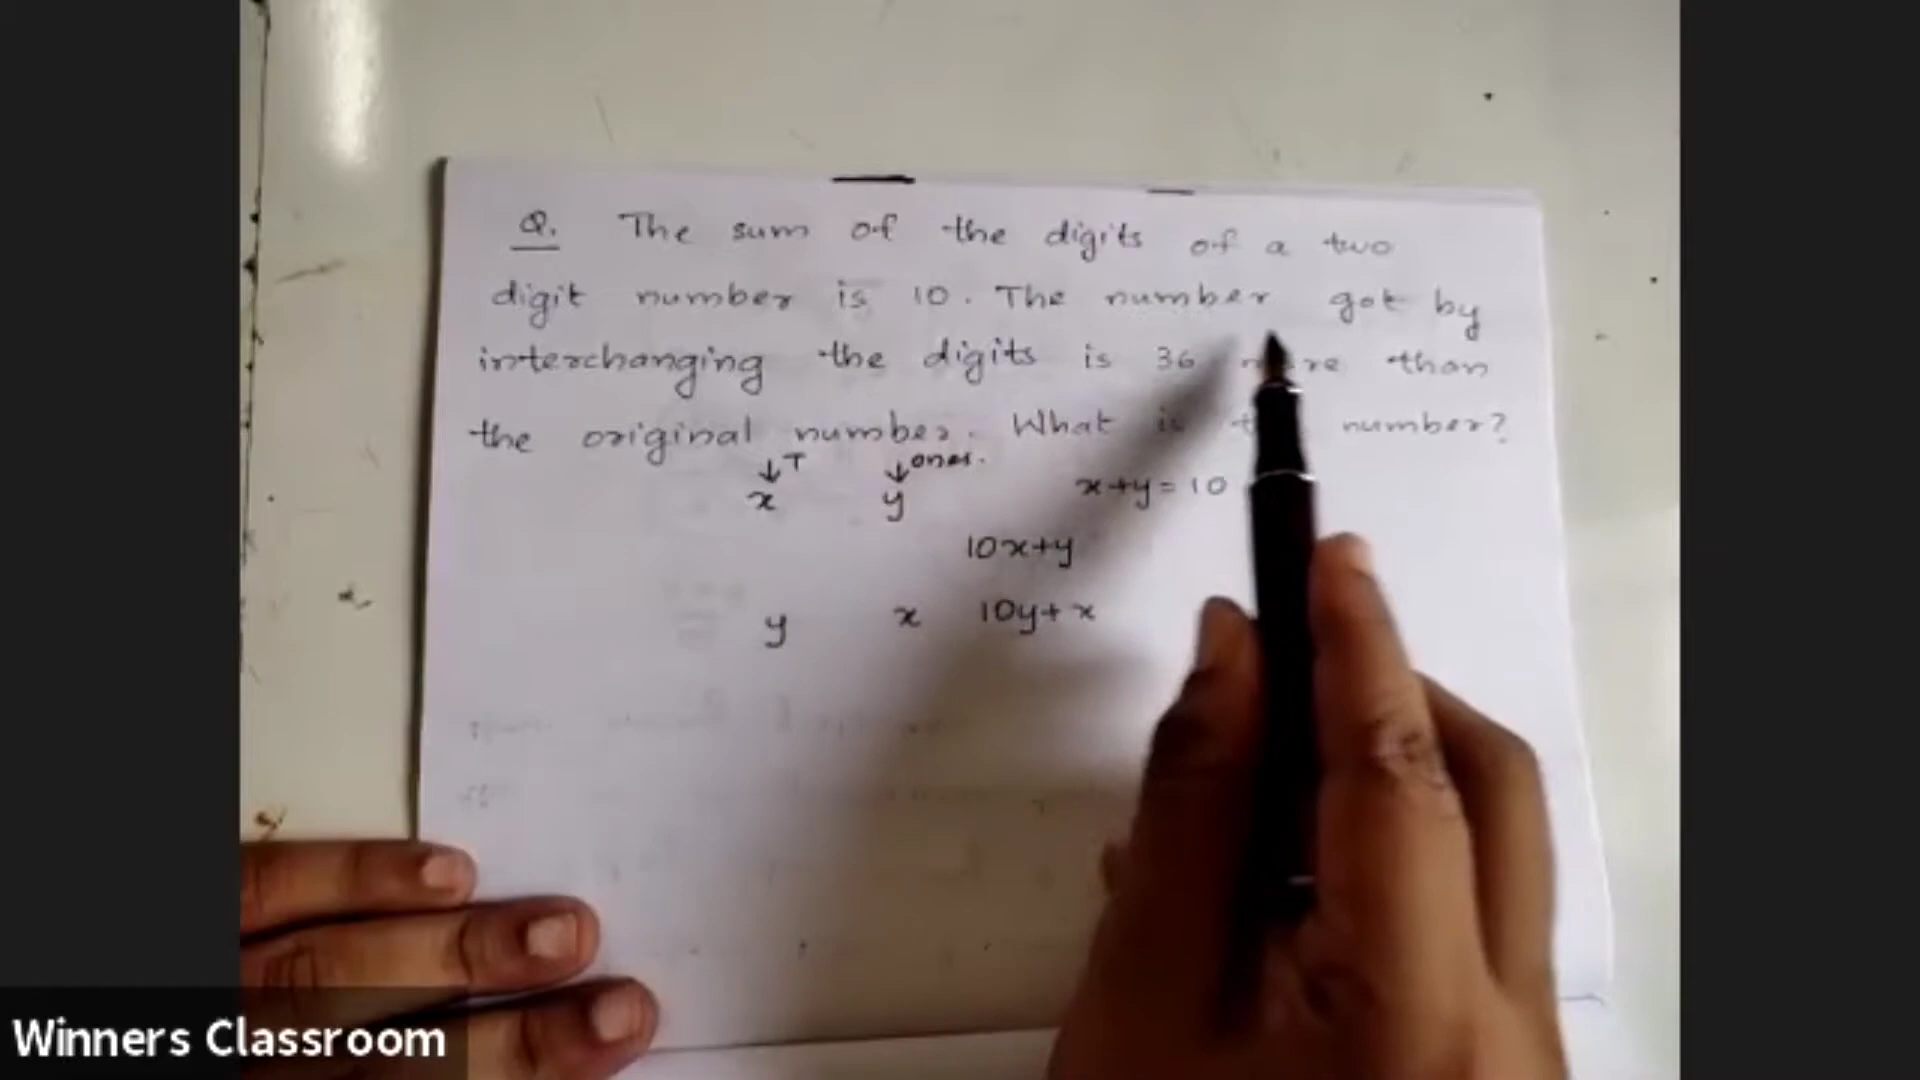 Q. The sum of the digits of a two
digit number is 10. The number got by
interchanging the digits is 36 more than
the original number. What is number?
↓T ↓ones.
x y x+y=10
10x+y
y x 10y+x
Winners Classroom